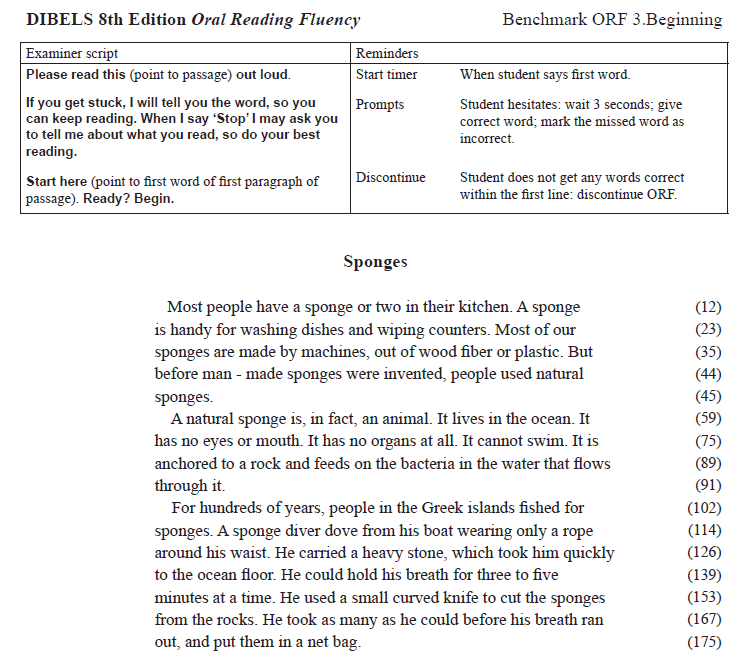 DIBELS 8th Edition Oral Reading Fluency Benchmark ORF 3.Beginning
Examiner script
Please read this (point to passage) out loud.
If you get stuck, I will tell you the word, so you
can keep reading. When I say ‘Stop’ I may ask you
to tell me about what you read, so do your best
reading.
Start here (point to first word of first paragraph of
passage). Ready? Begin.
Reminders
Start timer When student says first word.
Prompts Student hesitates: wait 3 seconds; give
correct word; mark the missed word as
incorrect.
Discontinue Student does not get any words correct
within the first line: discontinue ORF.
Sponges
Most people have a sponge or two in their kitchen. A sponge (12)
is handy for washing dishes and wiping counters. Most of our (23)
sponges are made by machines, out of wood fiber or plastic. But (35)
before man - made sponges were invented, people used natural (44)
sponges. (45)
A natural sponge is, in fact, an animal. It lives in the ocean. It (59)
has no eyes or mouth. It has no organs at all. It cannot swim. It is (75)
anchored to a rock and feeds on the bacteria in the water that flows (89)
through it. (91)
For hundreds of years, people in the Greek islands fished for (102)
sponges. A sponge diver dove from his boat wearing only a rope (114)
around his waist. He carried a heavy stone, which took him quickly (126)
to the ocean floor. He could hold his breath for three to five (139)
minutes at a time. He used a small curved knife to cut the sponges (153)
from the rocks. He took as many as he could before his breath ran (167)
out, and put them in a net bag. (175)